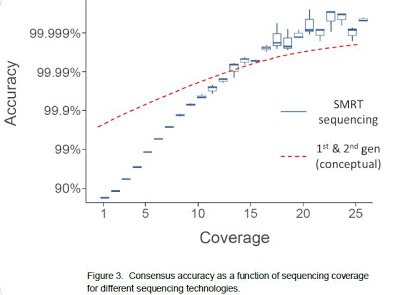 99.999%
99.99%
99.9%
99%
90%
Accuracy
SMRT
sequencing
1st & 2nd gen
(conceptual)
1 5 10 15 20 25
Coverage
Figure 3. Consensus accuracy as a function of sequencing coverage
for different sequencing technologies.